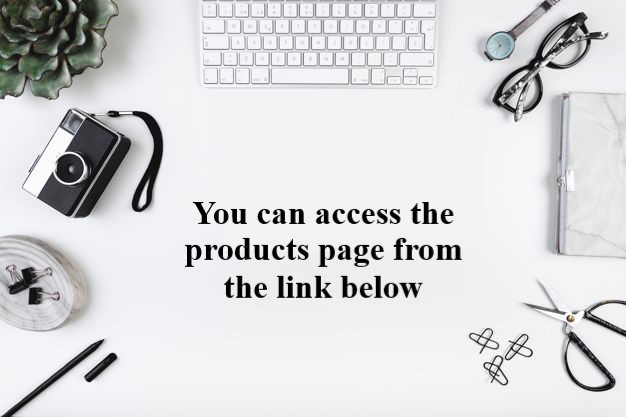 You can access the
products page from
the link below